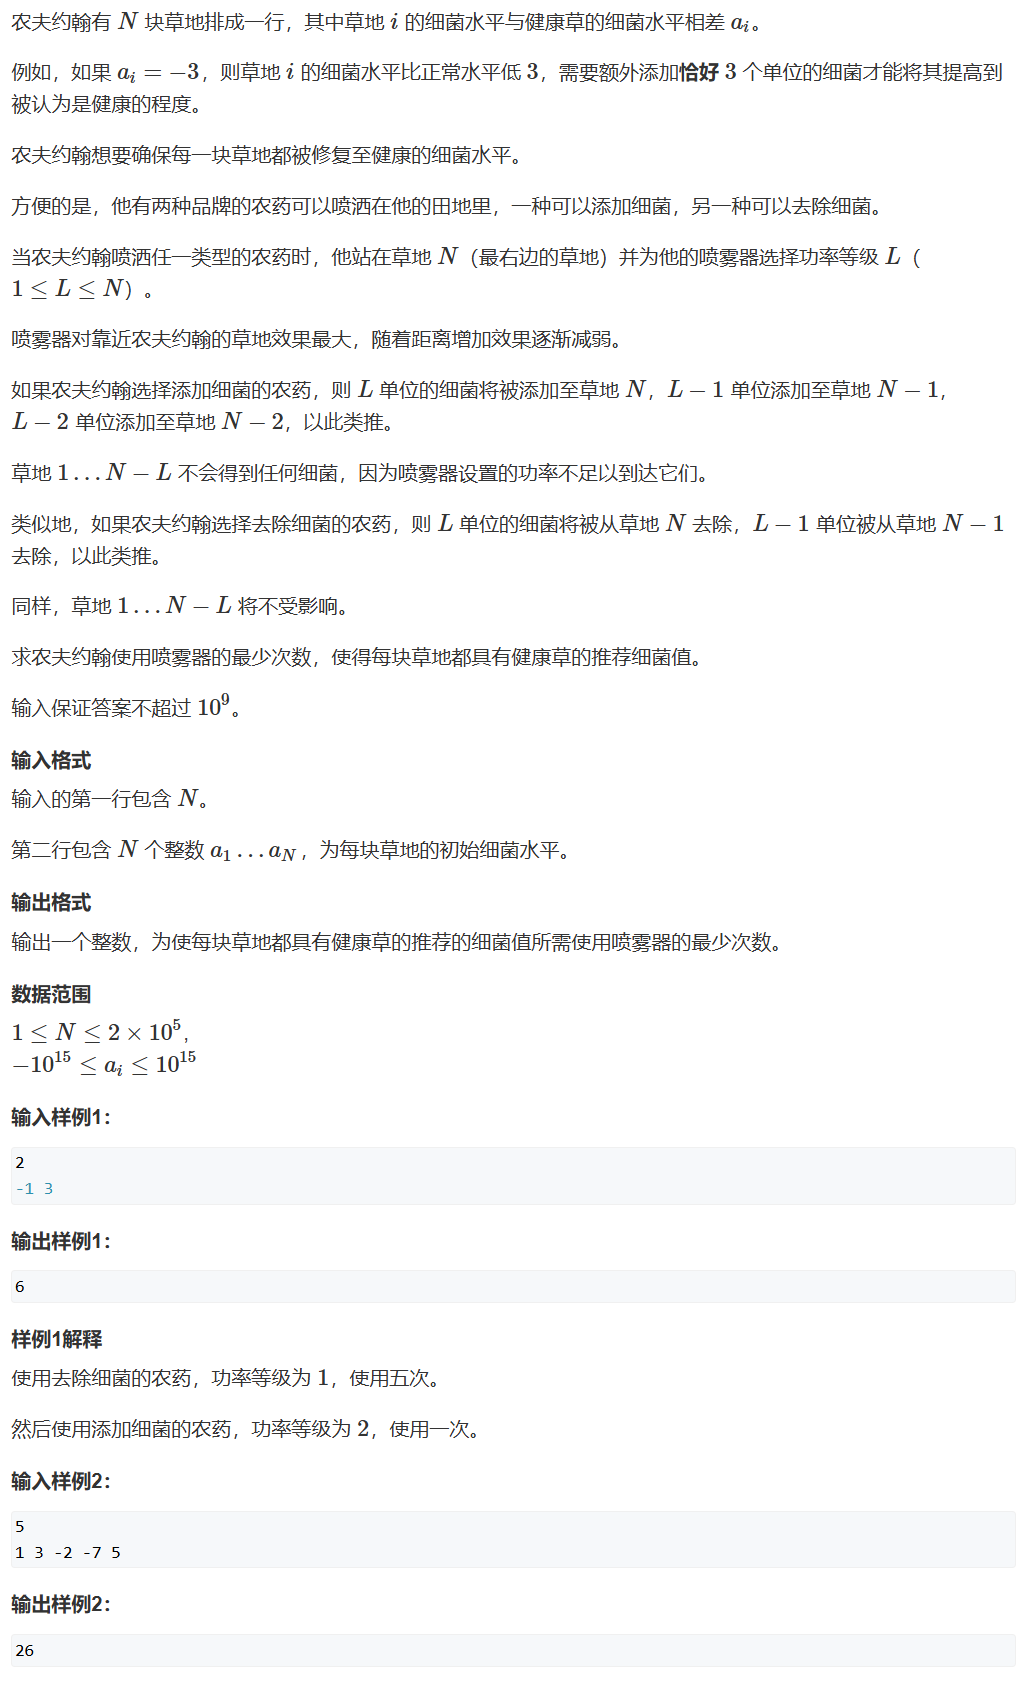 农夫约翰有 N 块草地排成一行，其中草地 i 的细菌水平与健康草的细菌水平相差 a_i。
例如，如果 a_i = −3，则草地 i 的细菌水平比正常水平低 3，需要额外添加恰好 3 个单位的细菌才能将其提高到
被认为是健康的程度。
农夫约翰想要确保每一块草地都被修复至健康的细菌水平。
方便的是，他有两种品牌的农药可以喷洒在他的田地里，一种可以添加细菌，另一种可以去除细菌。
当农夫约翰喷洒任一类型的农药时，他站在草地 N（最右边的草地）并为他的喷雾器选择功率等级 L（
1 ≤ L ≤ N）。
喷雾器对靠近农夫约翰的草地效果最大，随着距离增加效果逐渐减弱。
如果农夫约翰选择添加细菌的农药，则 L 单位的细菌将被添加至草地 N，L − 1 单位添加至草地 N − 1，
L − 2 单位添加至草地 N − 2，以此类推。
草地 1 … N − L 不会得到任何细菌，因为喷雾器设置的功率不足以到达它们。
类似地，如果农夫约翰选择去除细菌的农药，则 L 单位的细菌将被从草地 N 去除，L − 1 单位被从草地 N − 1
去除，以此类推。
同样，草地 1 … N − L 将不受影响。
求农夫约翰使用喷雾器的最少次数，使得每块草地都具有健康草的推荐细菌值。
输入保证答案不超过 10^9。
输入格式
输入的第一行包含 N。
第二行包含 N 个整数 a_1 … a_N，为每块草地的初始细菌水平。
输出格式
输出一个整数，为使每块草地都具有健康草的推荐的细菌值所需使用喷雾器的最少次数。
数据范围
1 ≤ N ≤ 2 × 10^5,
−10^15 ≤ a_i ≤ 10^15
输入样例1：
2
-1 3
输出样例1：
6
样例1解释
使用去除细菌的农药，功率等级为 1，使用五次。
然后使用添加细菌的农药，功率等级为 2，使用一次。
输入样例2：
5
1 3 -2 -7 5
输出样例2：
26